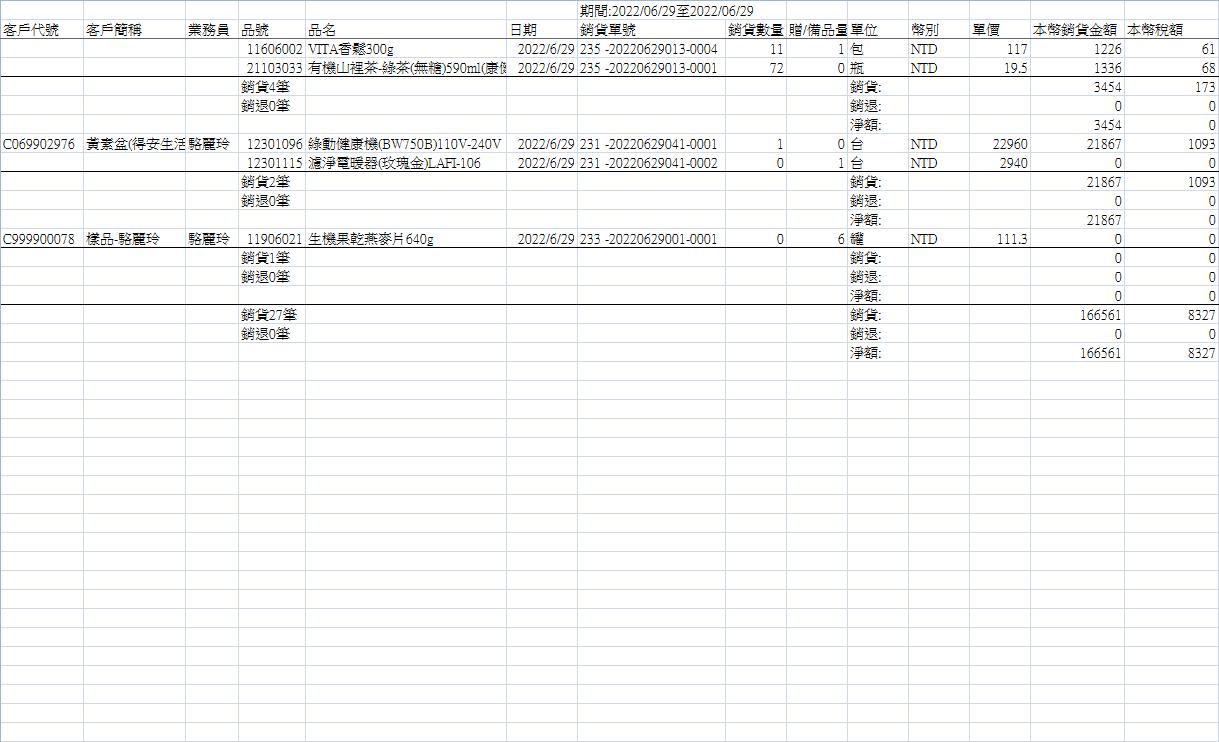 期間:2022/06/29至2022/06/29
客戶代號 客戶簡稱 業務員 品號 品名 日期 銷貨單號 銷貨數量 贈/備品量 單位 幣別 單價 本幣銷貨金額 本幣稅額
11606002 VITA香鬆300g 2022/6/29 235 -20220629013-0004 11 1 包 NTD 117 1226 61
21103033 有機山裡茶-綠茶(無糖)590ml(康 2022/6/29 235 -20220629013-0001 72 0 瓶 NTD 19.5 1336 68
銷貨4筆 銷貨: 3454 173
銷退0筆 銷退: 0 0
淨額: 3454 0
C069902976 黃素盆(得安生活 駱麗玲 12301096 綠動健康機(BW750B)110V-240V 2022/6/29 231 -20220629041-0001 1 0 台 NTD 22960 21867 1093
12301115 濾淨電暖器(玫瑰金)LAFI-106 2022/6/29 231 -20220629041-0002 0 1 台 NTD 2940 0 0
銷貨2筆 銷貨: 21867 1093
銷退0筆 銷退: 0 0
淨額: 21867 0
C999900078 樣品-駱麗玲 駱麗玲 11906021 生機果乾燕麥片640g 2022/6/29 233 -20220629001-0001 0 6 罐 NTD 111.3 0 0
銷貨1筆 銷貨: 0 0
銷退0筆 銷退: 0 0
淨額: 0 0
銷貨27筆 銷貨: 166561 8327
銷退0筆 銷退: 0 0
淨額: 166561 8327